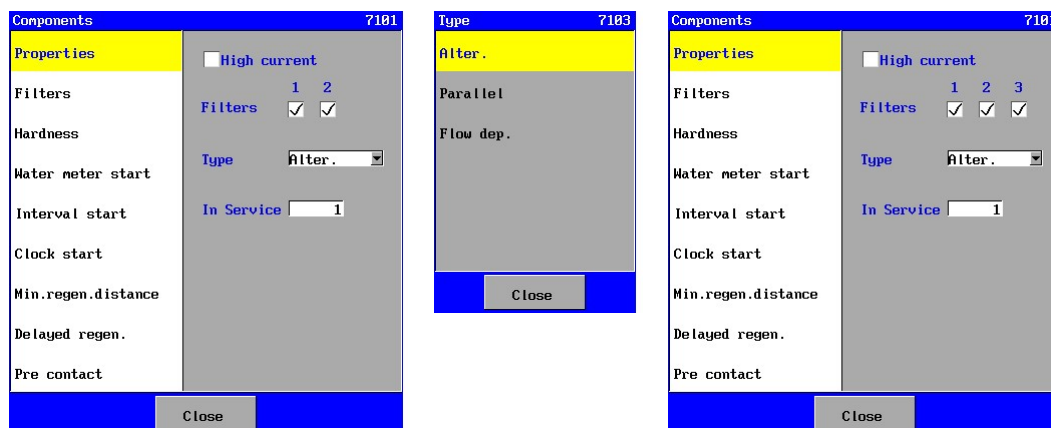 Components 7101
Properties
High current
1 2
Filters
Filters
Hardness
Type Alter.
Water meter start
Interval start
In Service 1
Clock start
Min.regen.distance
Delayed regen.
Pre contact
Close
Type 7103
Alter.
Parallel
Flow dep.
Close
Components 7101
Properties
High current
1 2 3
Filters
Filters
Hardness
Type Alter.
Water meter start
Interval start
In Service 1
Clock start
Min.regen.distance
Delayed regen.
Pre contact
Close